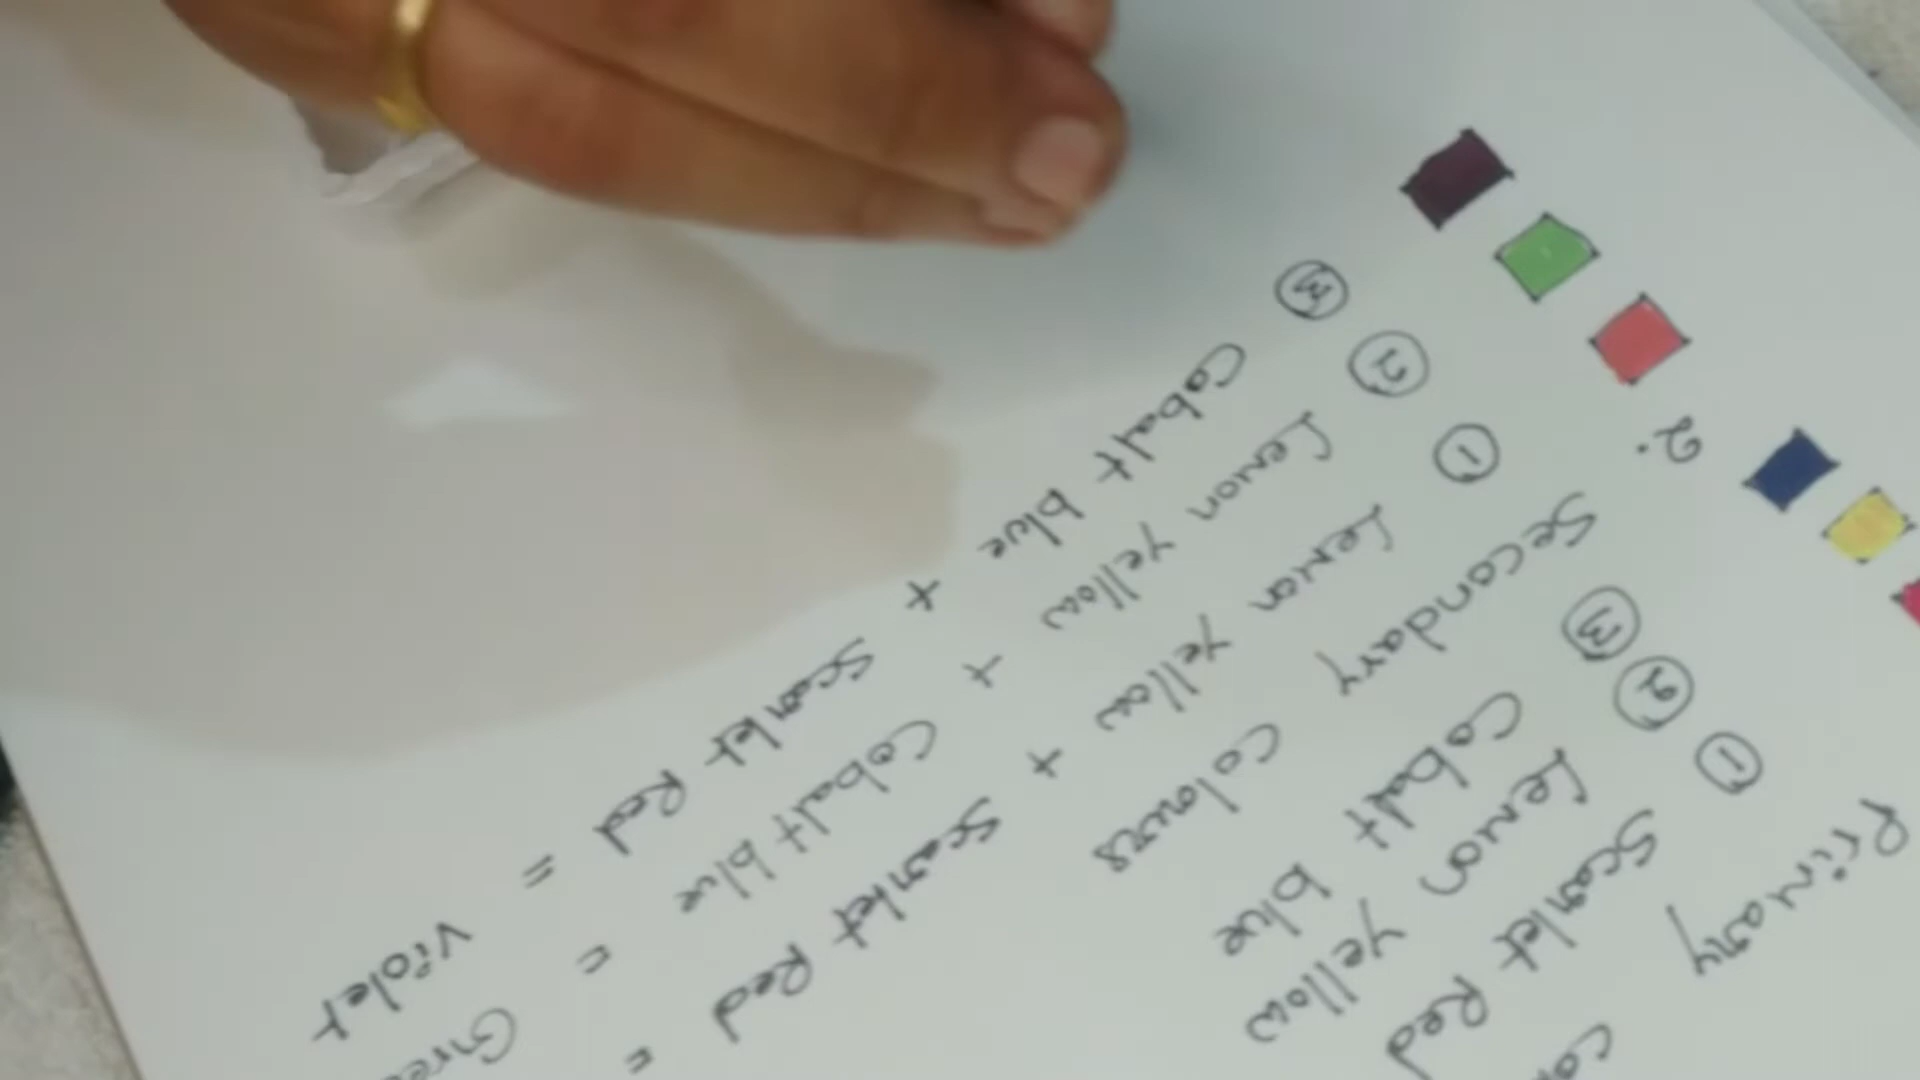 Primary
① Scarlet Red
② Lemon Yellow
③ Cobalt blue
2. Secondary Colours
① Lemon Yellow + Scarlet Red =
② Lemon Yellow + Cobalt blue =
③ Cobalt blue + Scarlet Red = Violet